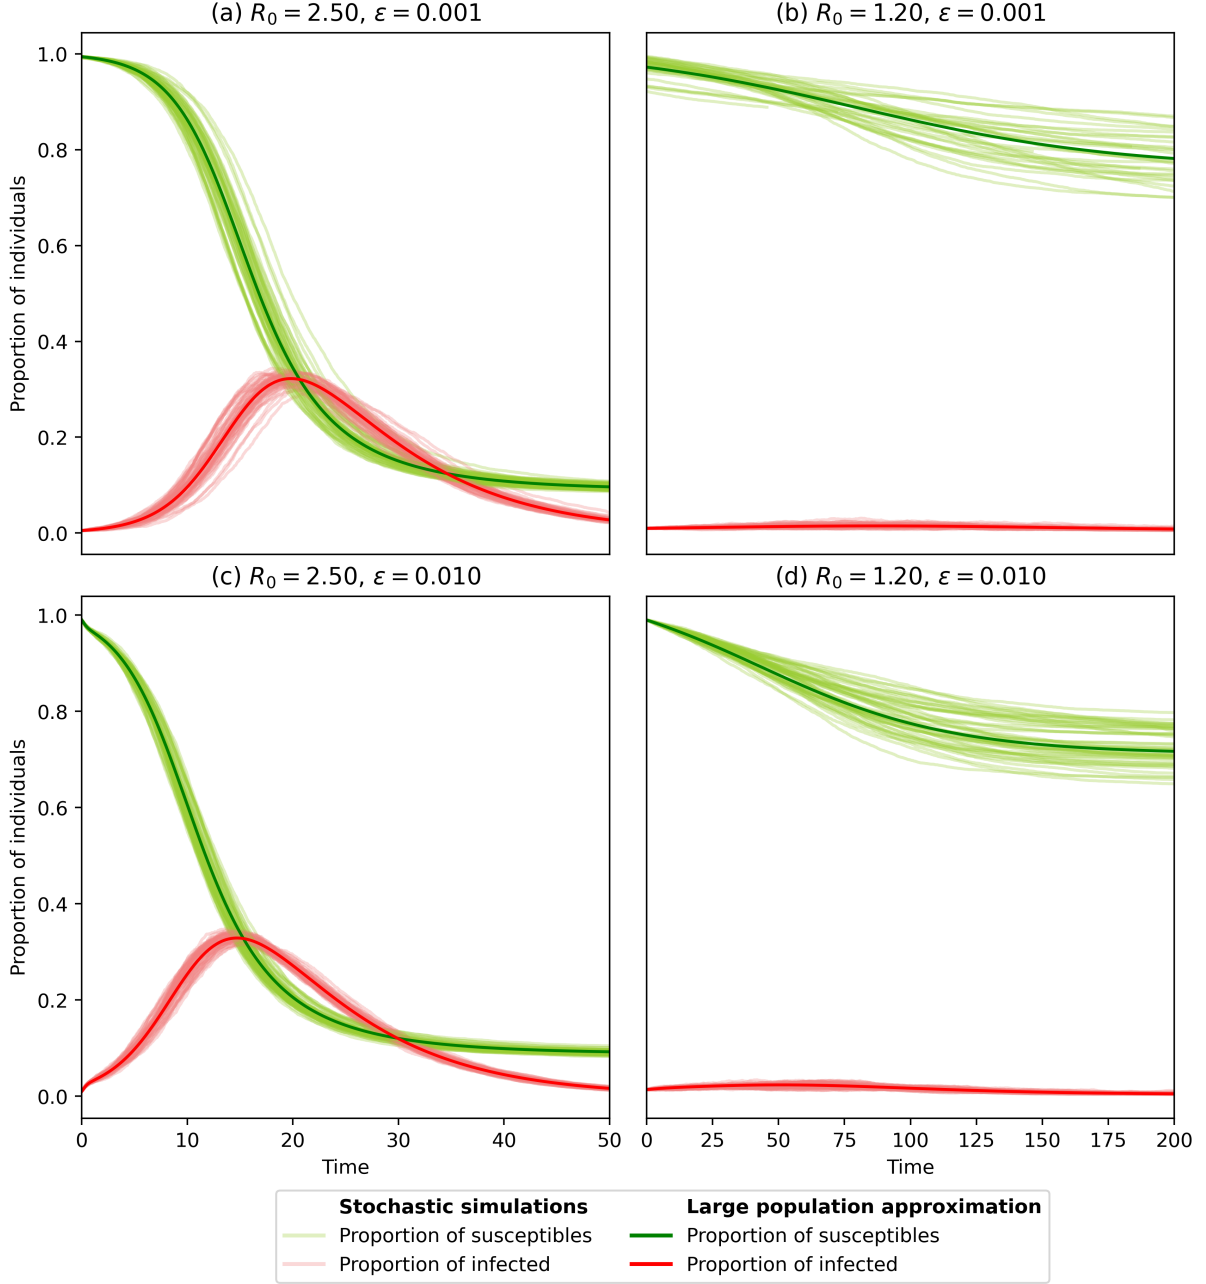 (a) R₀ = 2.50, ε = 0.001
(b) R₀ = 1.20, ε = 0.001
Proportion of individuals
1.0
0.8
0.6
0.4
0.2
0.0
(c) R₀ = 2.50, ε = 0.010
(d) R₀ = 1.20, ε = 0.010
Proportion of individuals
1.0
0.8
0.6
0.4
0.2
0.0
0 10 20 30 40 50
0 25 50 75 100 125 150 175 200
Time
Time
Stochastic simulations
Proportion of susceptibles
Proportion of infected
Large population approximation
Proportion of susceptibles
Proportion of infected